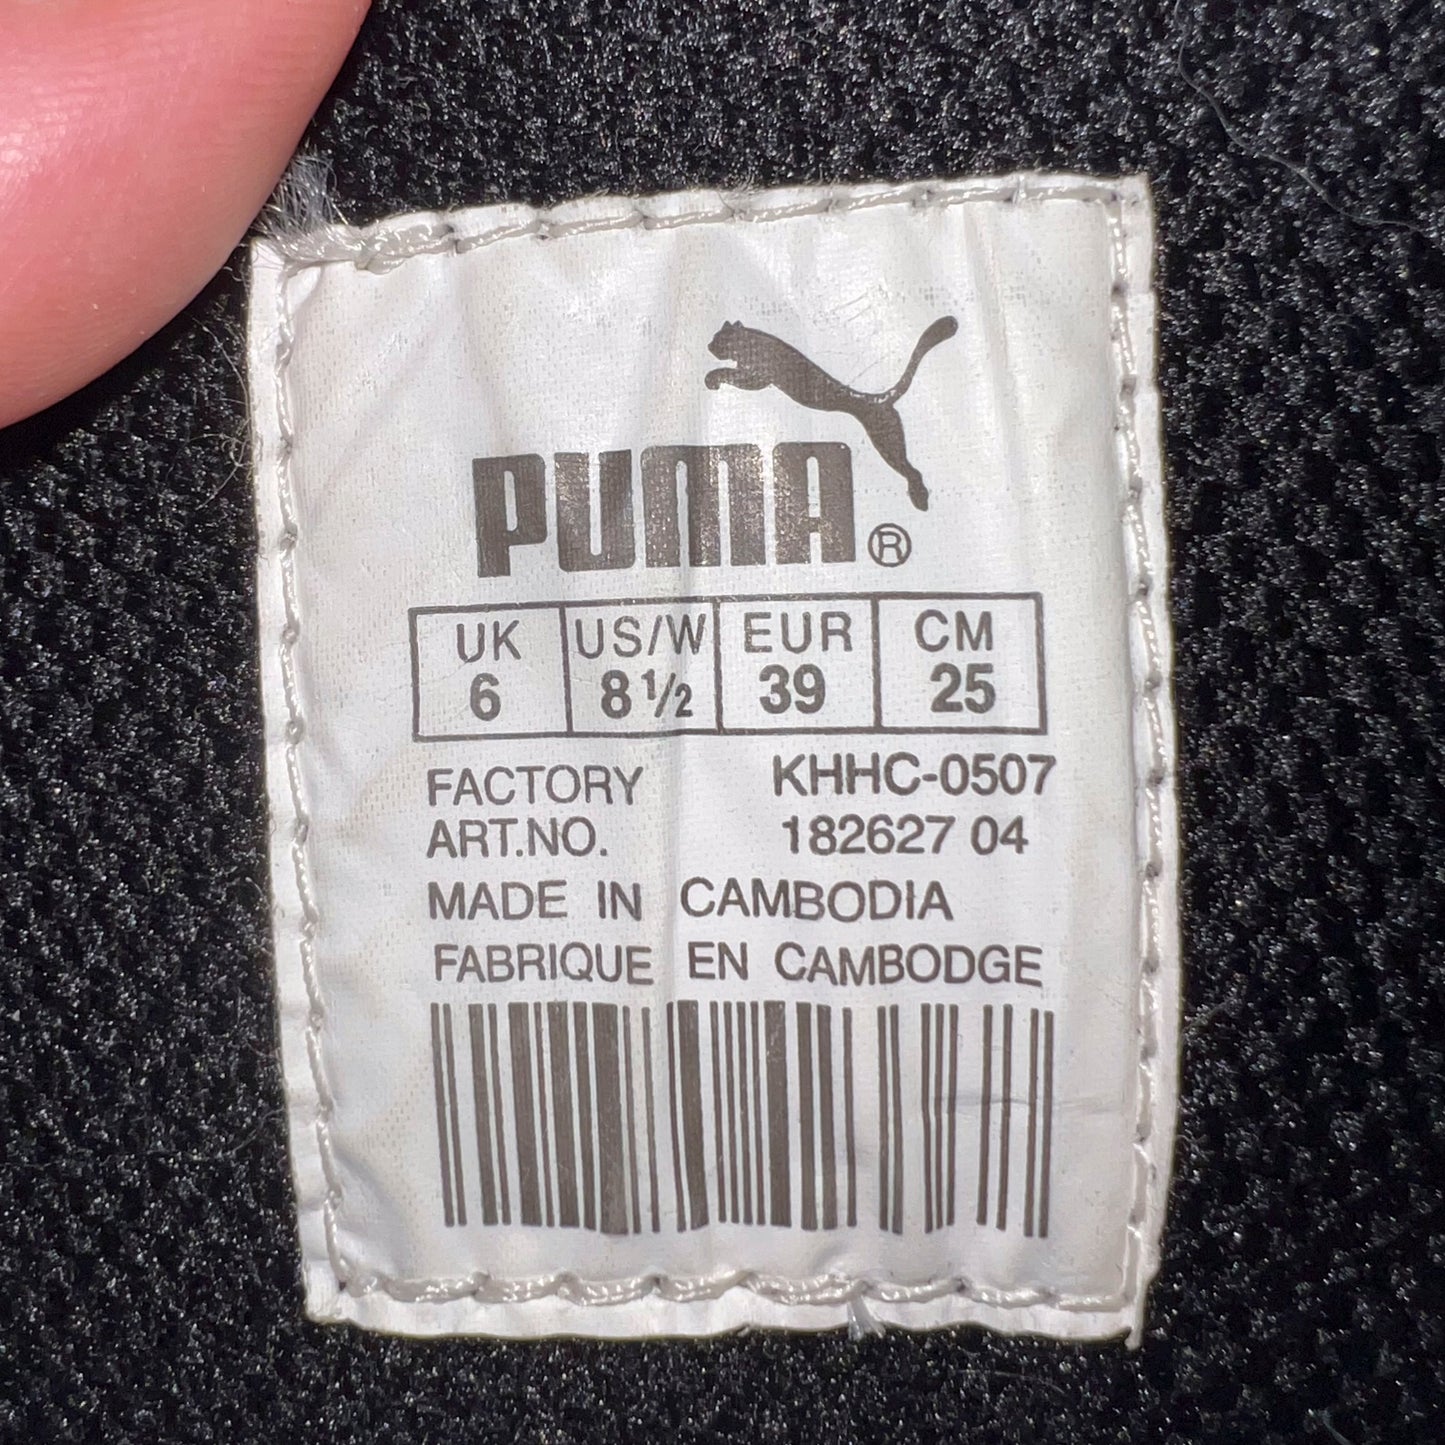 PUMA®
UK US/W EUR CM
6 8 1/2 39 25
FACTORY KHHC-0507
ART.NO. 182627 04
MADE IN CAMBODIA
FABRIQUE EN CAMBODGE